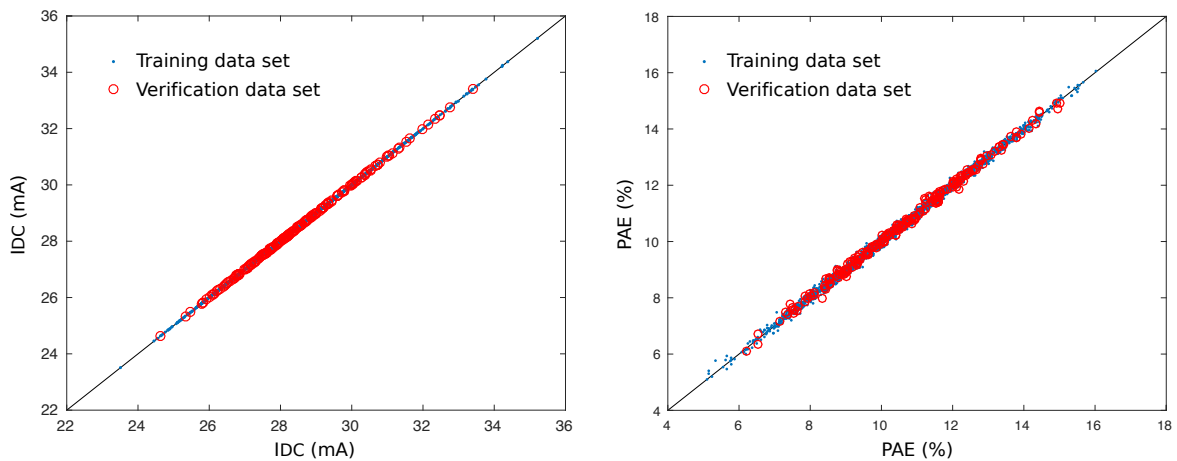 36
34
32
30
28
26
24
22
22 24 26 28 30 32 34 36
IDC (mA)
IDC (mA)
Training data set
Verification data set
18
16
14
12
10
8
6
4
4 6 8 10 12 14 16 18
PAE (%)
PAE (%)
Training data set
Verification data set